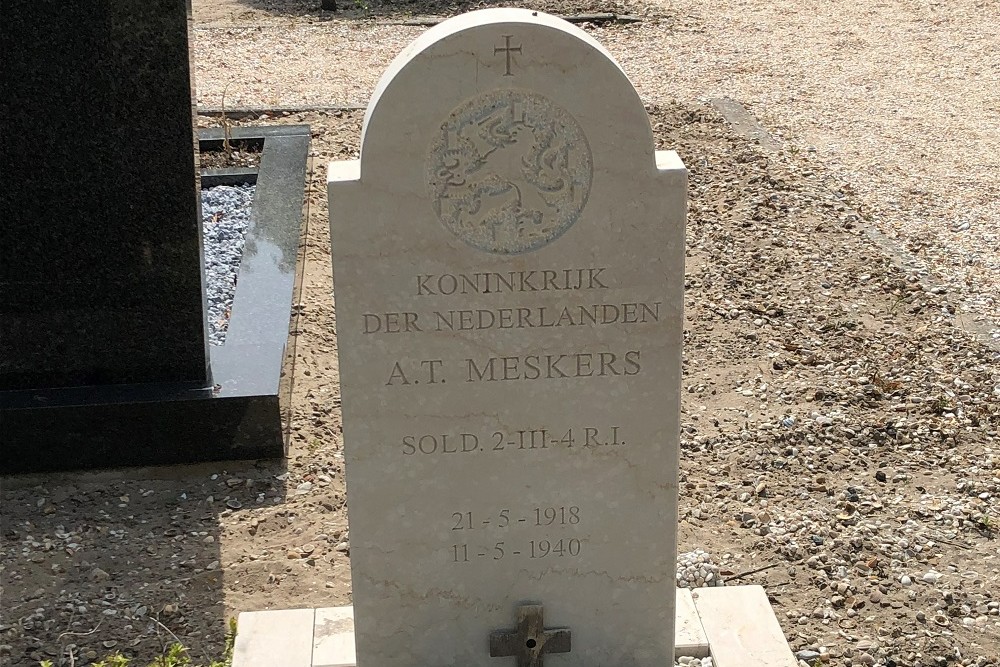 KONINKRIJK
DER NEDERLANDEN
A.T. MESKERS
SOLD. 2-III-4 R.I.
21 - 5 - 1918
11 - 5 - 1940